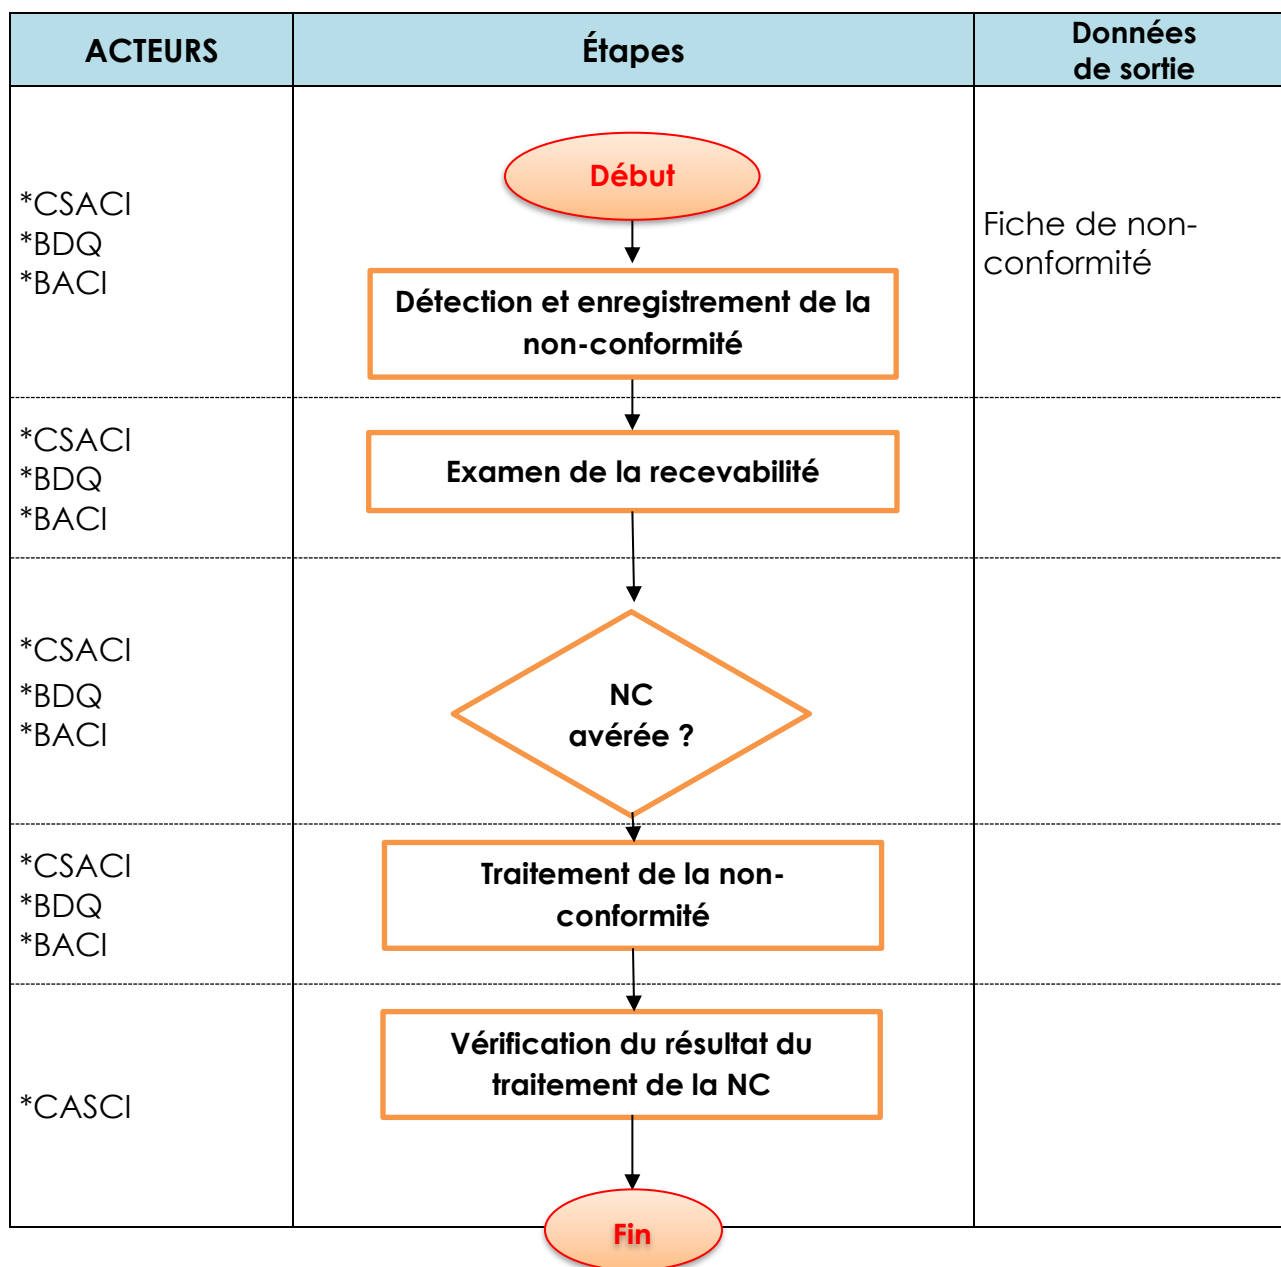 ACTEURS
Étapes
Données
de sortie
*CSACI
*BDQ
*BACI
Début
Détection et enregistrement de la
non-conformité
Fiche de non-
conformité
*CSACI
*BDQ
*BACI
Examen de la recevabilité
*CSACI
*BDQ
*BACI
NC
avérée ?
*CSACI
*BDQ
*BACI
Traitement de la non-
conformité
*CASCI
Vérification du résultat du
traitement de la NC
Fin